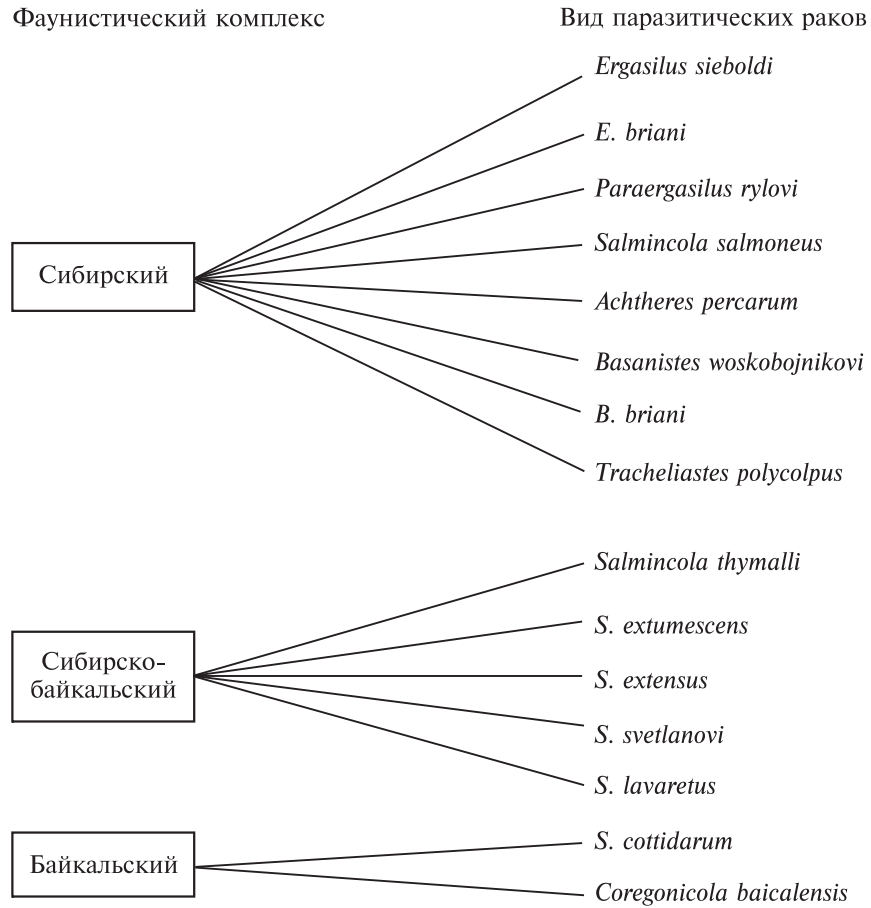 Фаунистический комплекс
Вид паразитических раков
Сибирский
Ergasilus sieboldi
E. briani
Paraergasilus rylovi
Salmincola salmoneus
Achtheres percarum
Basanistes woskobojnikovi
B. briani
Tracheliastes polycolpus
Сибирско-
байкальский
Salmincola thymalli
S. extumescens
S. extensus
S. svetlanovi
S. lavaretus
Байкальский
S. cottidarum
Coregonicola baicalensis